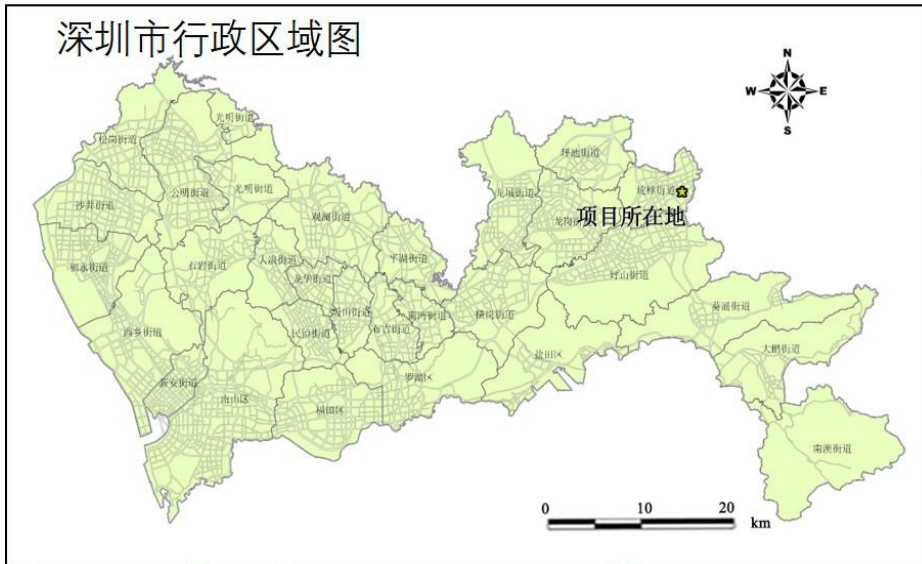 深圳市行政区域图
N
W
E
S
光明街道
松岗街道
坪地街道
公明街道
光明街道
龙城街道
坑梓街道
沙井街道
观澜街道
项目所在地
福永街道
石岩街道
大浪街道
平湖街道
坪山街道
龙华街道
葵涌街道
坂田街道
南湾街道
横岗街道
西乡街道
民治街道
布吉街道
盐田区
大鹏街道
罗湖区
新安街道
南山区
福田区
南澳街道
0
10
20
km